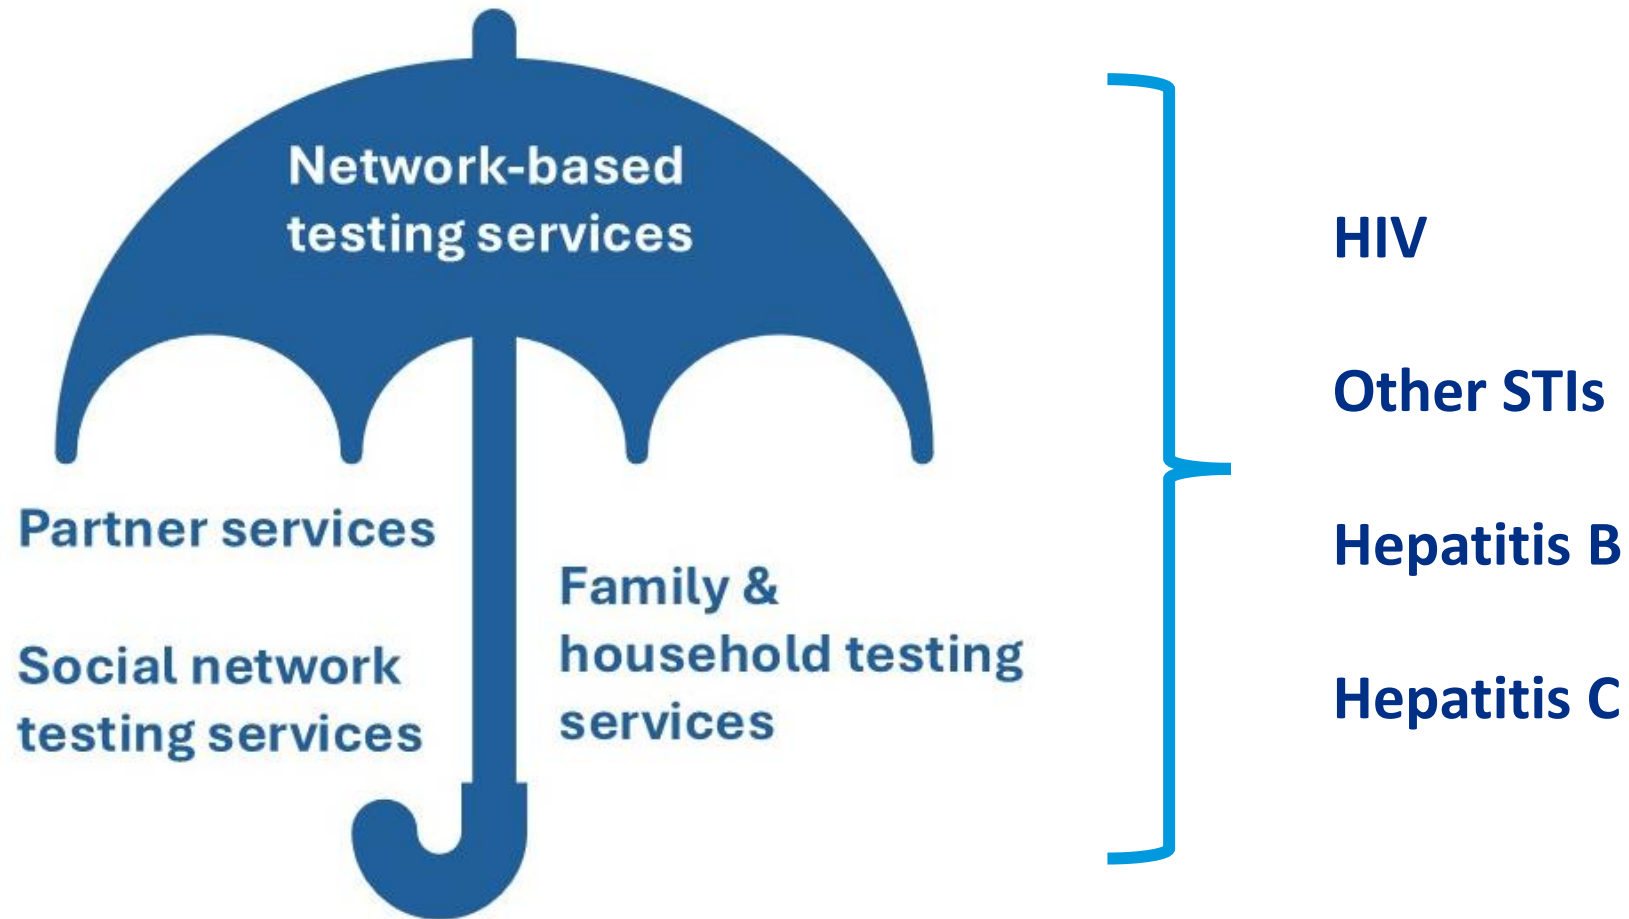 Network-based
testing services
Partner services
Social network
testing services
Family &
household testing
services
HIV
Other STIs
Hepatitis B
Hepatitis C